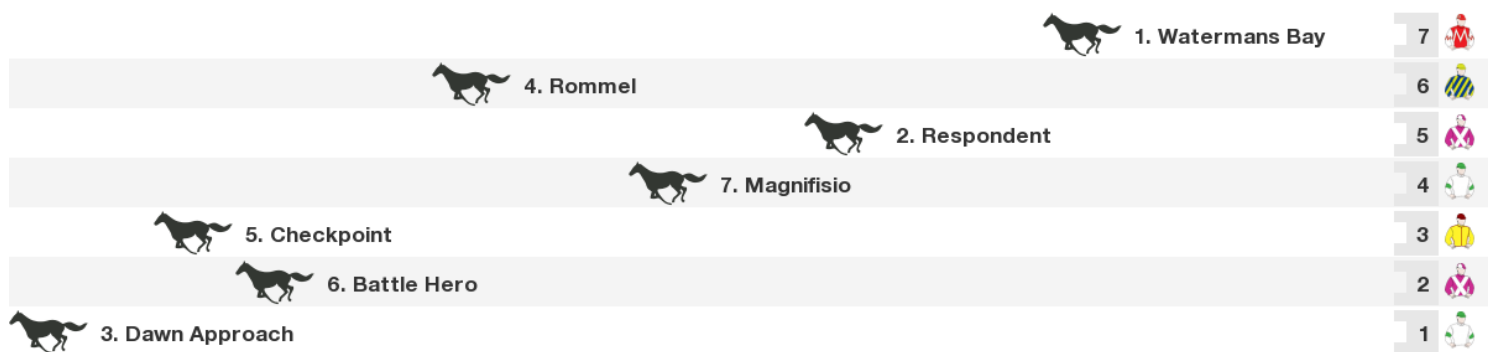 1. Watermans Bay 7
4. Rommel 6
2. Respondent 5
7. Magnifisio 4
5. Checkpoint 3
6. Battle Hero 2
3. Dawn Approach 1